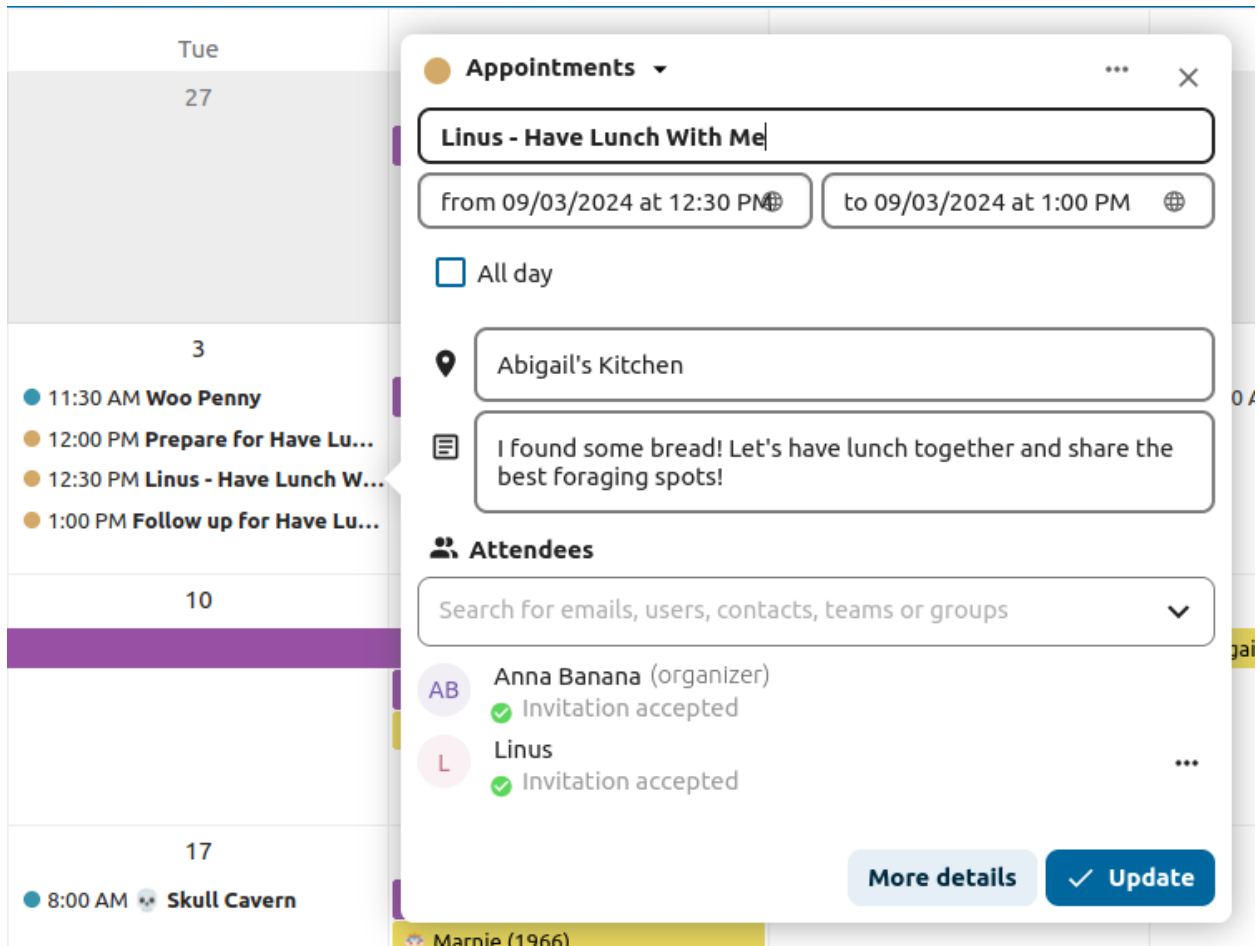 Tue
27
3
11:30 AM Woo Penny
12:00 PM Prepare for Have Lu...
12:30 PM Linus - Have Lunch W...
1:00 PM Follow up for Have Lu...
10
17
8:00 AM 💀 Skull Cavern
Appointments
Linus - Have Lunch With Me
from 09/03/2024 at 12:30 PM
to 09/03/2024 at 1:00 PM
All day
Abigail's Kitchen
I found some bread! Let's have lunch together and share the
best foraging spots!
Attendees
Search for emails, users, contacts, teams or groups
AB
Anna Banana (organizer)
Invitation accepted
L
Linus
Invitation accepted
More details
Update
Marnie (1966)